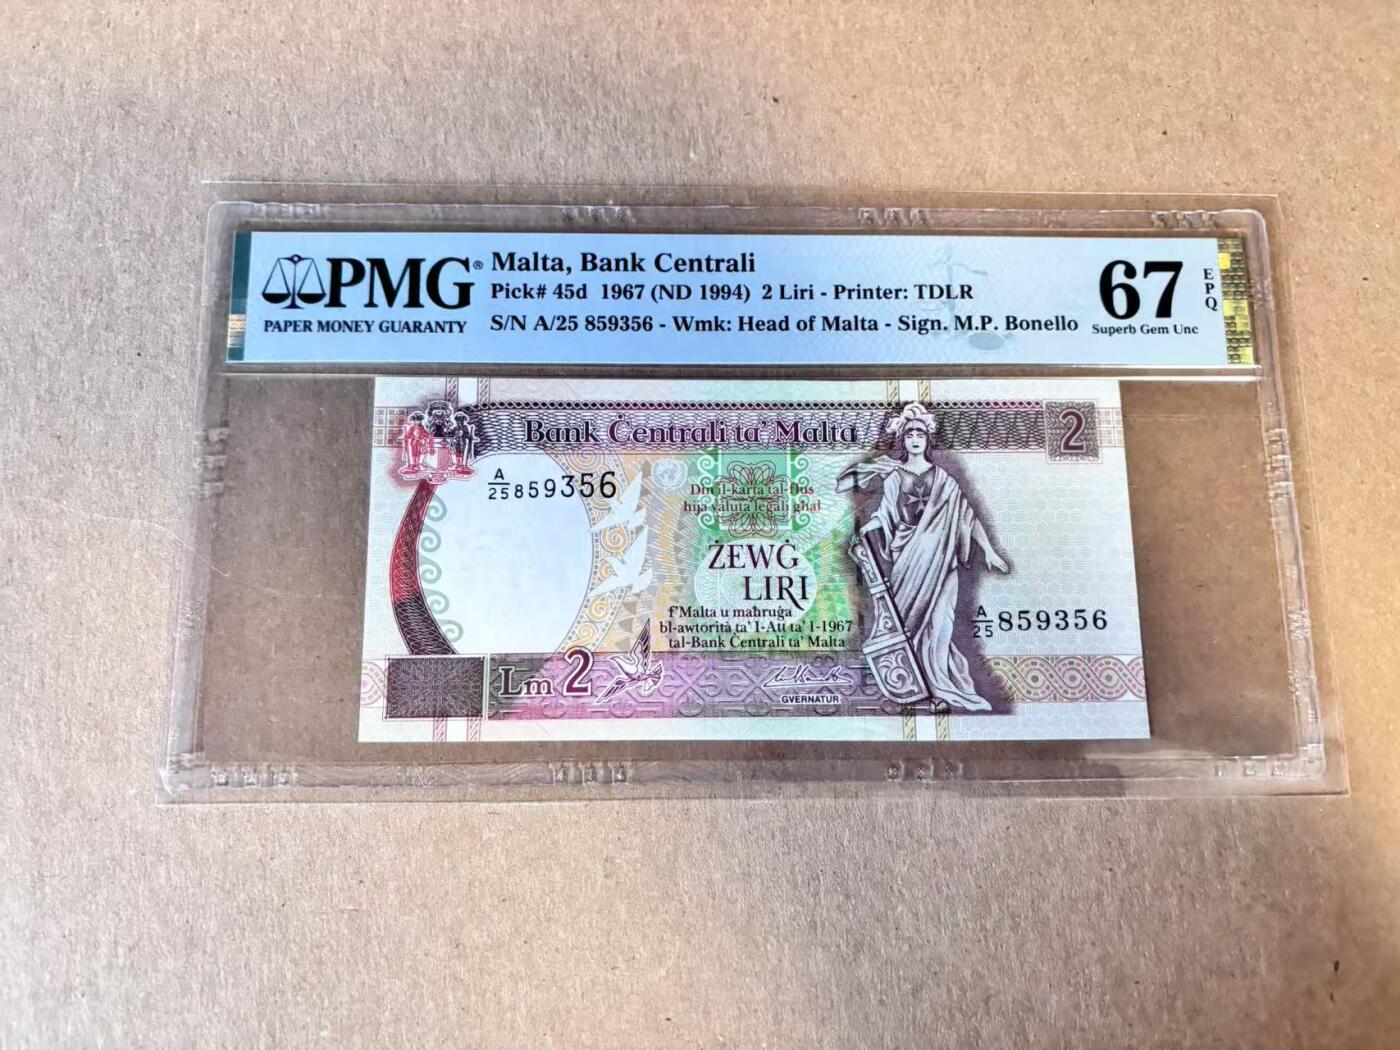 PMG®
PAPER MONEY GUARANTY
Malta, Bank Centrali
Pick# 45d 1967 (ND 1994) 2 Liri - Printer: TDLR
S/N A/25 859356 - Wmk: Head of Malta - Sign. M.P. Bonello
67
Superb Gem Unc
EPQ
Bank Ċentrali ta' Malta
2
A/25 859356
Din il-karta tal-flus
hija valuta legali għal
ŻEWĠ
LIRI
f'Malta u maħruġa
bl-awtorità ta' l-Att ta' l-1967
tal-Bank Ċentrali ta' Malta
A/25 859356
Lm 2
GVERNATUR